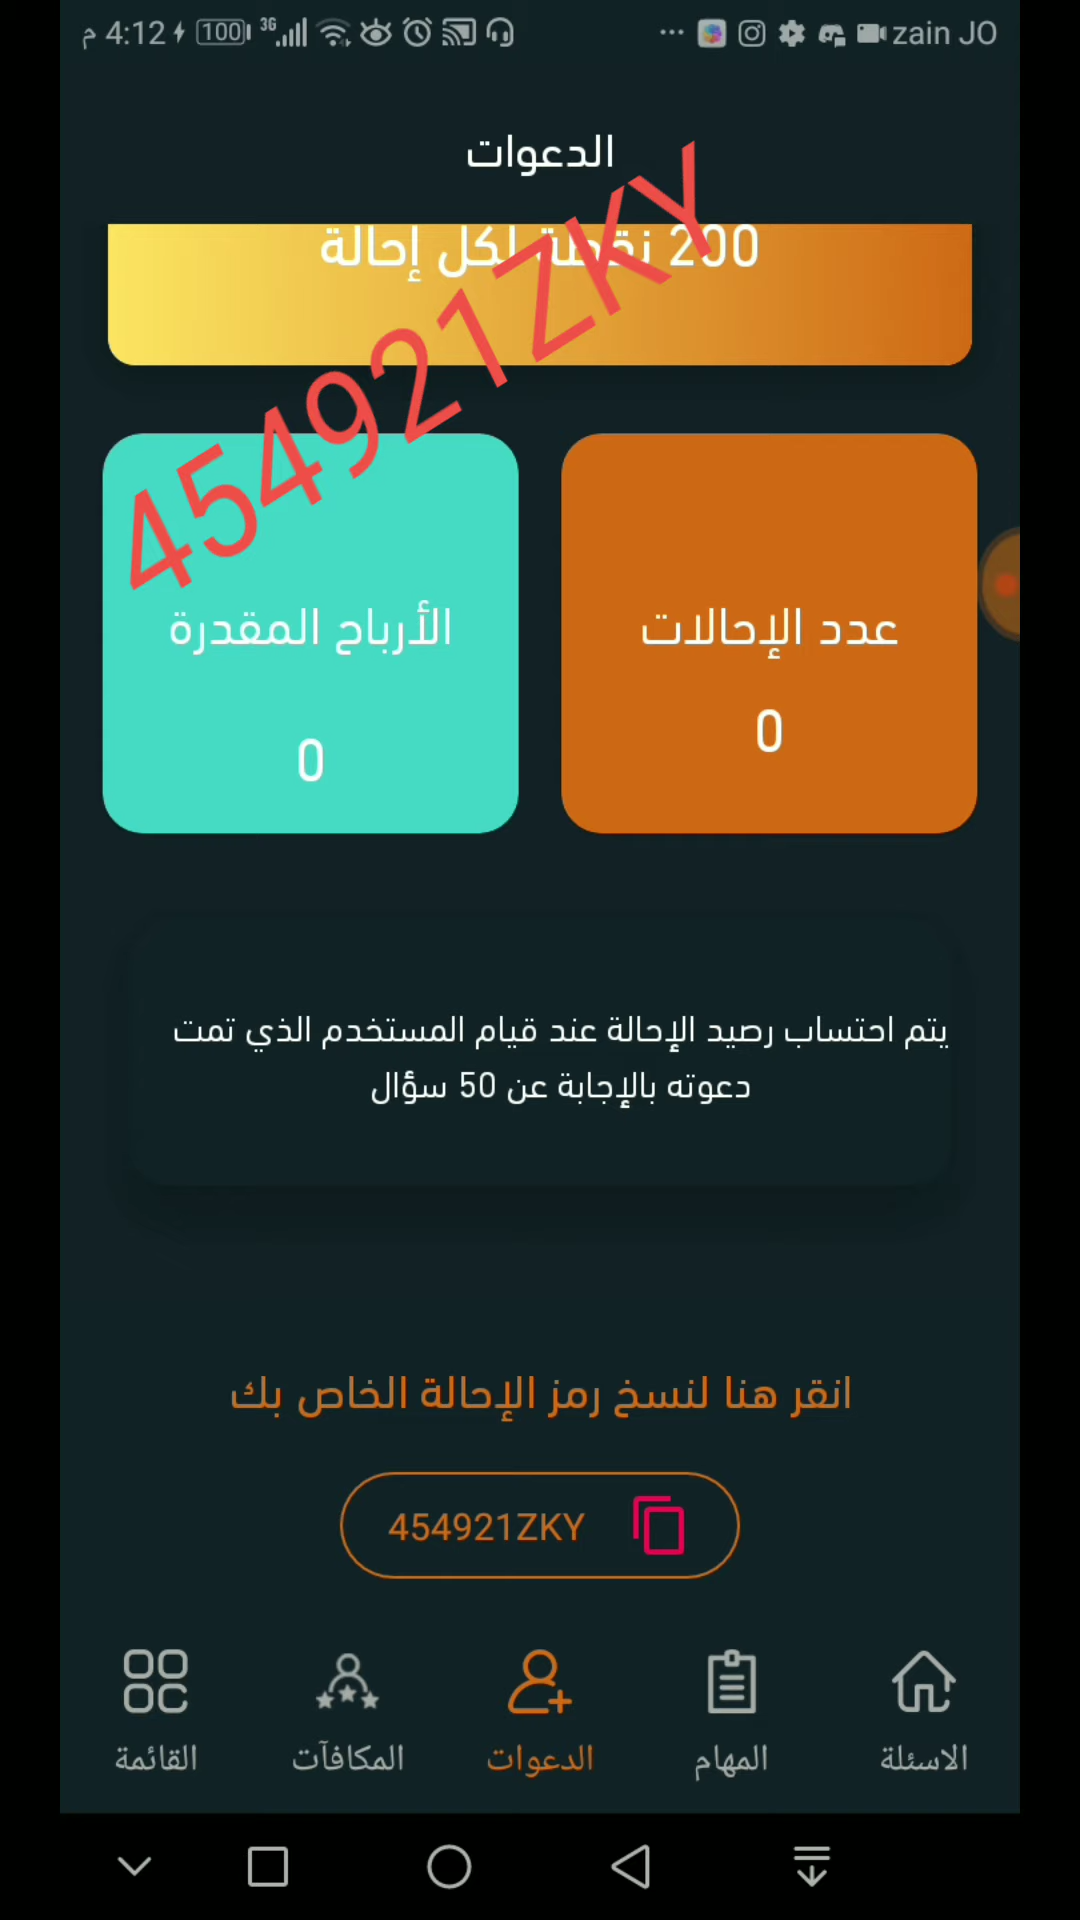 م 4:12 100 3G zain JO
الدعوات
200 نقطة لكل إحالة
454921ZKY
عدد الإحالات
0
الأرباح المقدرة
0
يتم احتساب رصيد الإحالة عند قيام المستخدم الذي تمت
دعوته بالإجابة عن 50 سؤال
انقر هنا لنسخ رمز الإحالة الخاص بك
454921ZKY
الاسئلة
المهام
الدعوات
المكافآت
القائمة